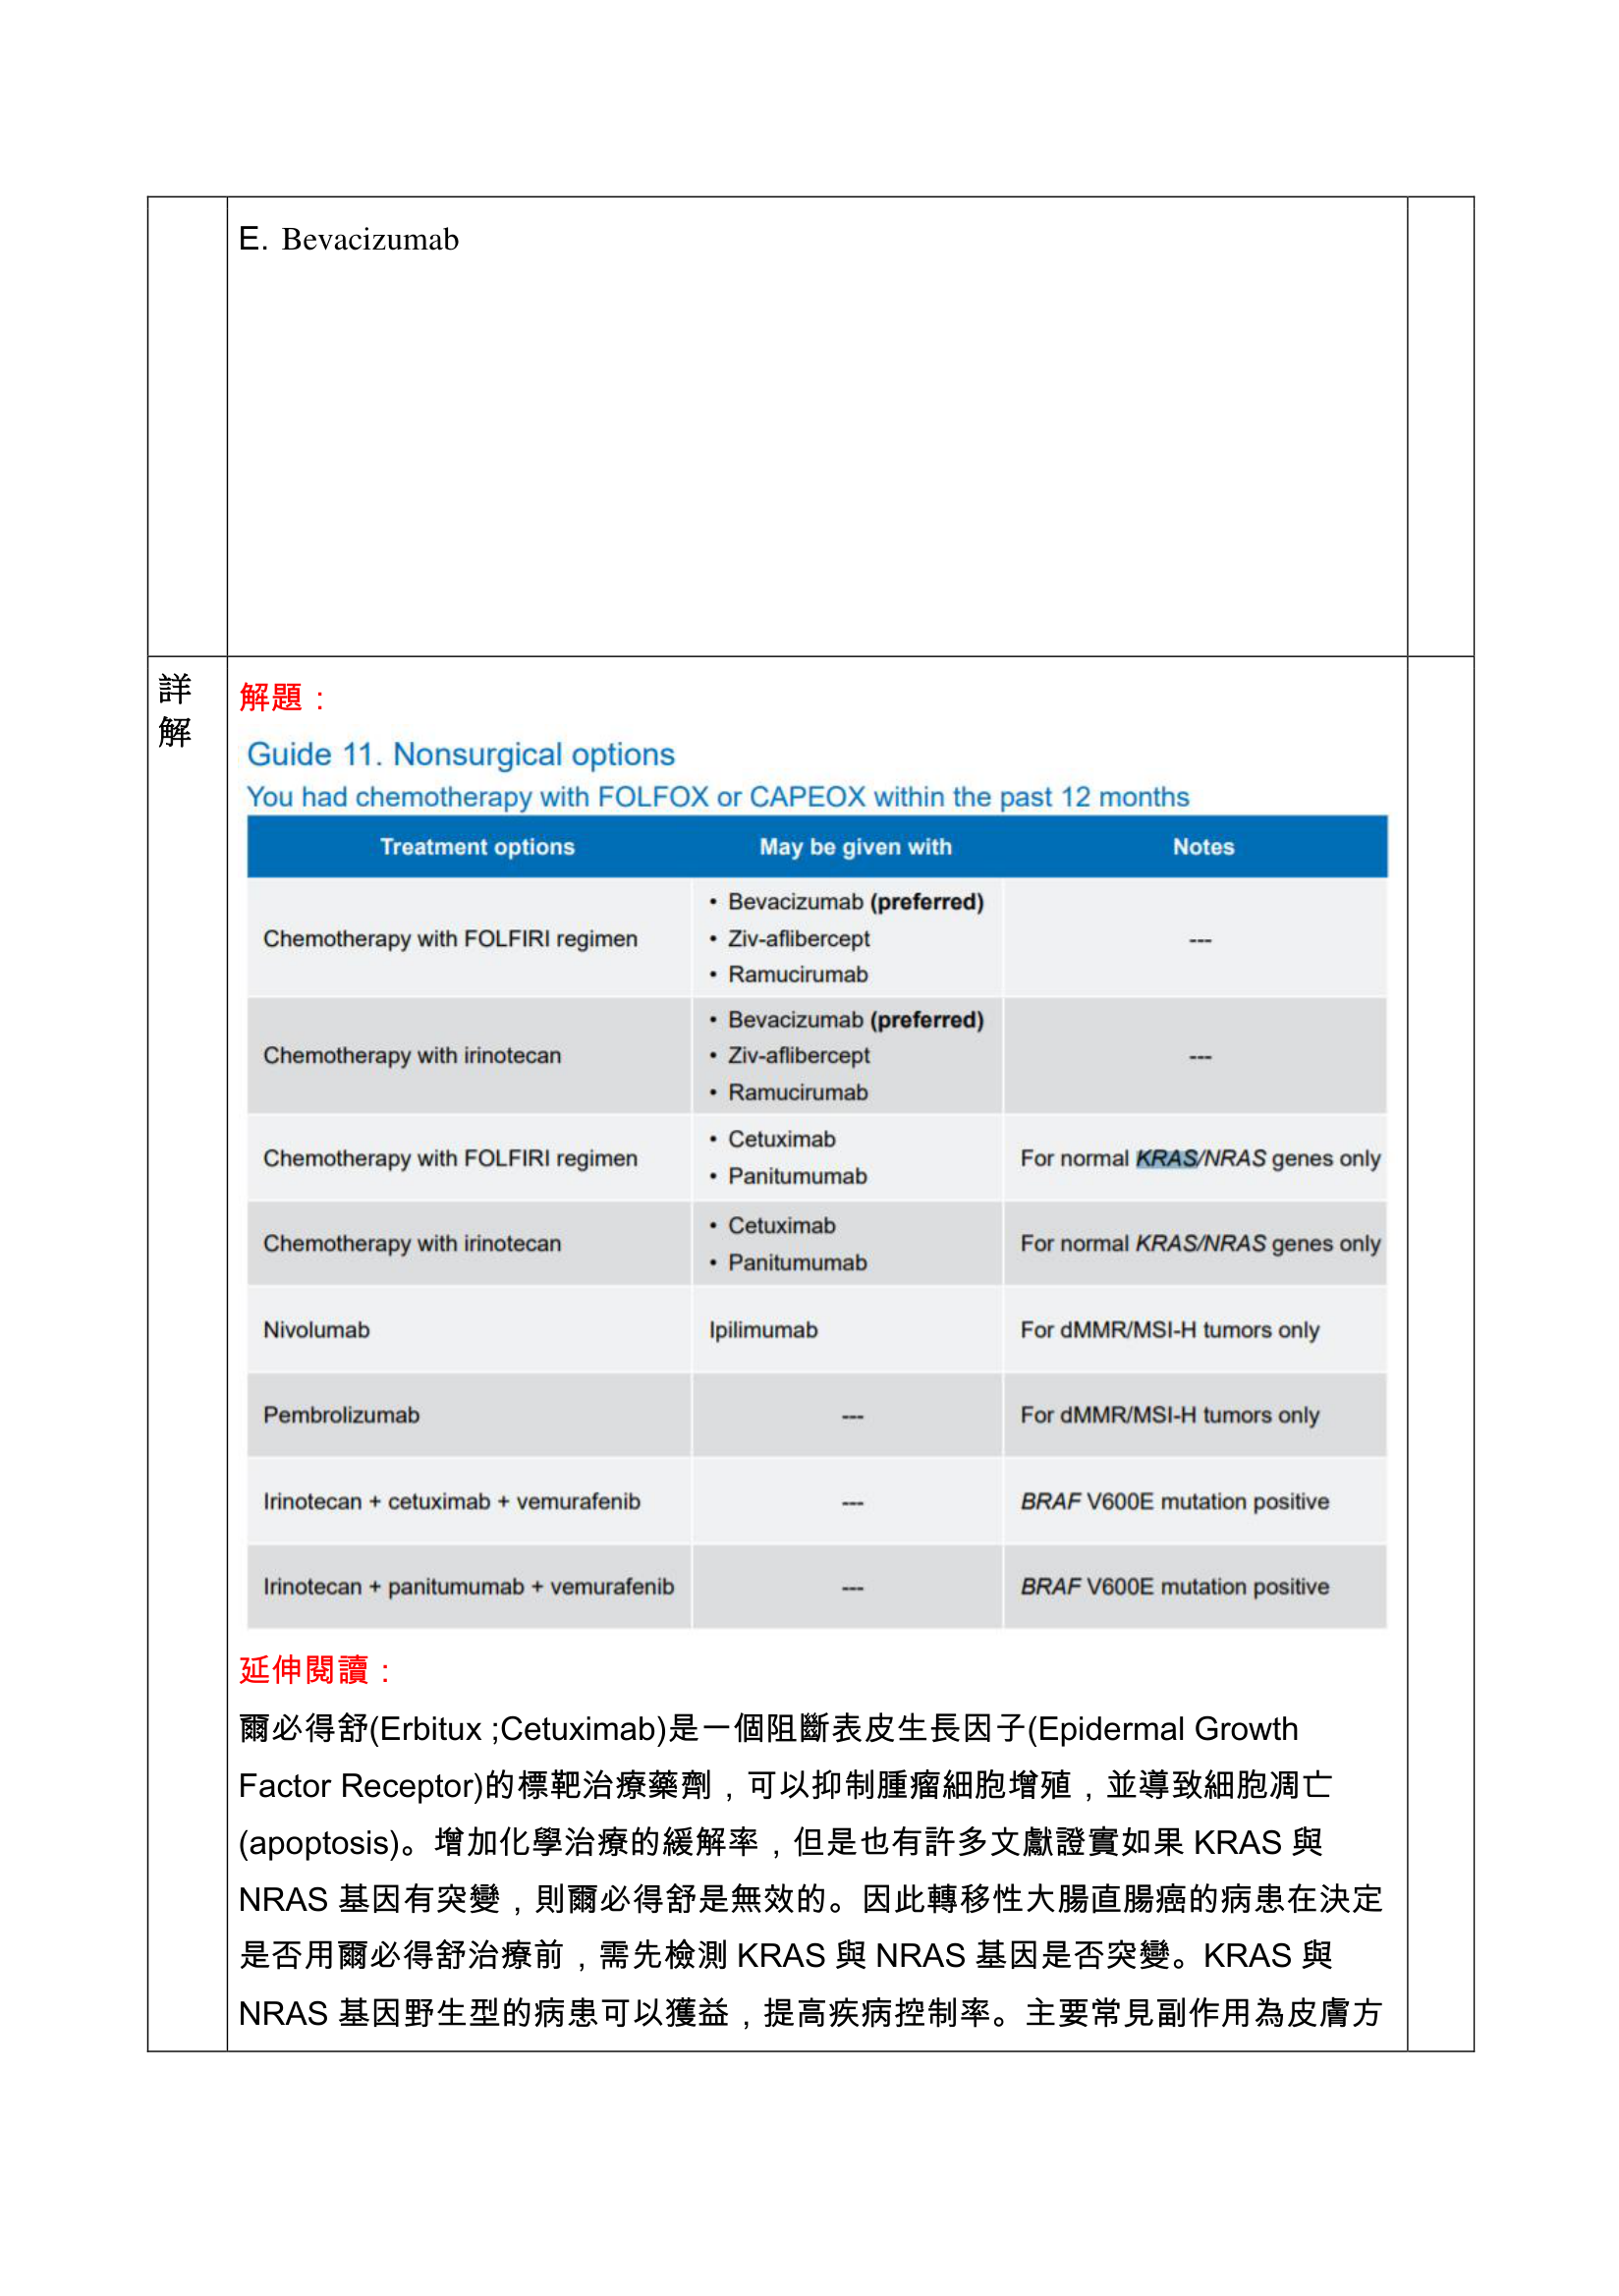 E. Bevacizumab
詳
解
解題：
Guide 11. Nonsurgical options
You had chemotherapy with FOLFOX or CAPEOX within the past 12 months
Treatment options May be given with Notes
Chemotherapy with FOLFIRI regimen
• Bevacizumab (preferred)
• Ziv-aflibercept
• Ramucirumab
---
Chemotherapy with irinotecan
• Bevacizumab (preferred)
• Ziv-aflibercept
• Ramucirumab
---
Chemotherapy with FOLFIRI regimen
• Cetuximab
• Panitumumab
For normal KRAS/NRAS genes only
Chemotherapy with irinotecan
• Cetuximab
• Panitumumab
For normal KRAS/NRAS genes only
Nivolumab Ipilimumab For dMMR/MSI-H tumors only
Pembrolizumab --- For dMMR/MSI-H tumors only
Irinotecan + cetuximab + vemurafenib --- BRAF V600E mutation positive
Irinotecan + panitumumab + vemurafenib --- BRAF V600E mutation positive
延伸閱讀：
爾必得舒(Erbitux ;Cetuximab)是一個阻斷表皮生長因子(Epidermal Growth
Factor Receptor)的標靶治療藥劑，可以抑制腫瘤細胞增殖，並導致細胞凋亡
(apoptosis)。增加化學治療的緩解率，但是也有許多文獻證實如果 KRAS 與
NRAS 基因有突變，則爾必得舒是無效的。因此轉移性大腸直腸癌的病患在決定
是否用爾必得舒治療前，需先檢測 KRAS 與 NRAS 基因是否突變。KRAS 與
NRAS 基因野生型的病患可以獲益，提高疾病控制率。主要常見副作用為皮膚方